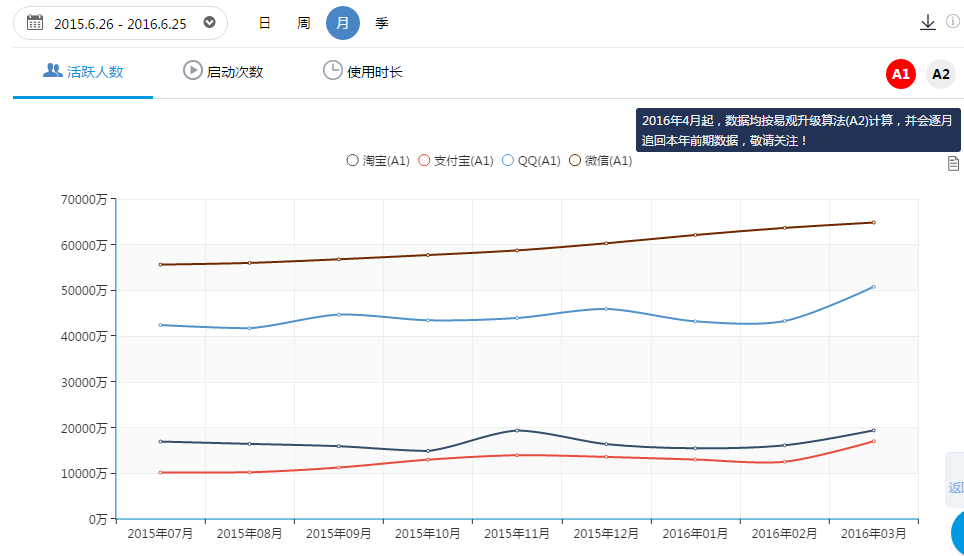 2015.6.26 - 2016.6.25 日 周 月 季
活跃人数 启动次数 使用时长 A1 A2
2016年4月起，数据均按易观升级算法(A2)计算，并会逐月
追回本年前期数据，敬请关注！
淘宝(A1) 支付宝(A1) QQ(A1) 微信(A1)
70000万
60000万
50000万
40000万
30000万
20000万
10000万
0万
返回
2015年07月 2015年08月 2015年09月 2015年10月 2015年11月 2015年12月 2016年01月 2016年02月 2016年03月